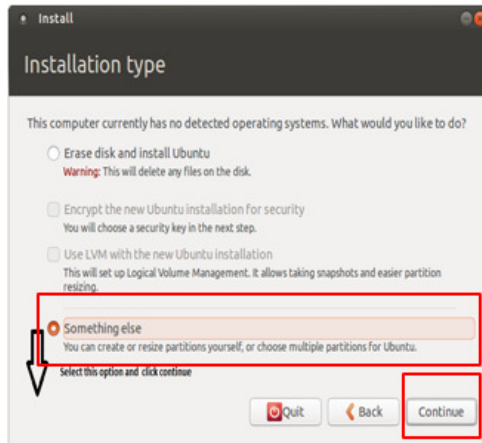 Install
Installation type
This computer currently has no detected operating systems. What would you like to do?
Erase disk and install Ubuntu
Warning: This will delete any files on the disk.
Encrypt the new Ubuntu installation for security
You will choose a security key in the next step.
Use LVM with the new Ubuntu installation
This will set up Logical Volume Management. It allows taking snapshots and easier partition
resizing.
Something else
You can create or resize partitions yourself, or choose multiple partitions for Ubuntu.
Select this option and click continue
Quit
Back
Continue